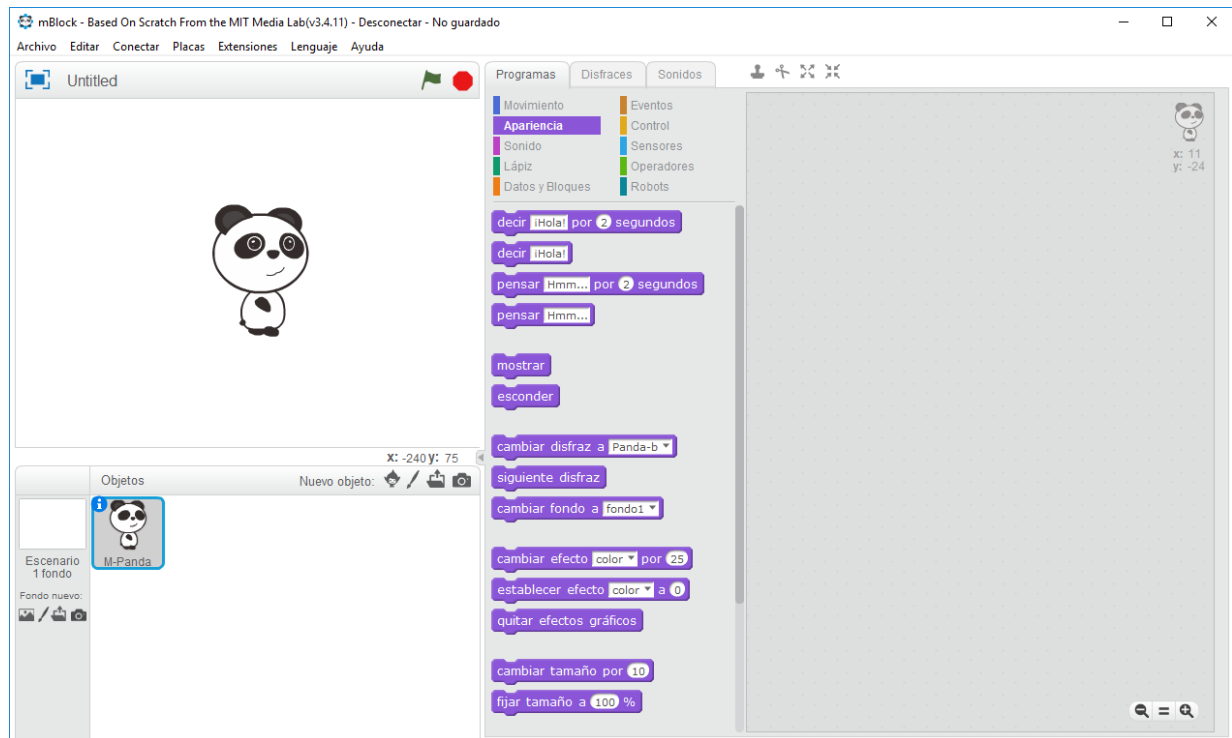 mBlock - Based On Scratch From the MIT Media Lab(v3.4.11) - Desconectar - No guardado
Archivo Editar Conectar Placas Extensiones Lenguaje Ayuda
Untitled
X: -240 y: 75
Objetos Nuevo objeto:
Escenario
1 fondo
M-Panda
Fondo nuevo:
Programas Disfraces Sonidos
Movimiento Eventos
Apariencia Control
Sonido Sensores
Lápiz Operadores
Datos y Bloques Robots
decir ¡Hola! por 2 segundos
decir ¡Hola!
pensar Hmm... por 2 segundos
pensar Hmm...
mostrar
esconder
cambiar disfraz a Panda-b
siguiente disfraz
cambiar fondo a fondo1
cambiar efecto color por 25
establecer efecto color a 0
quitar efectos gráficos
cambiar tamaño por 10
fijar tamaño a 100 %
x: 11
y: -24